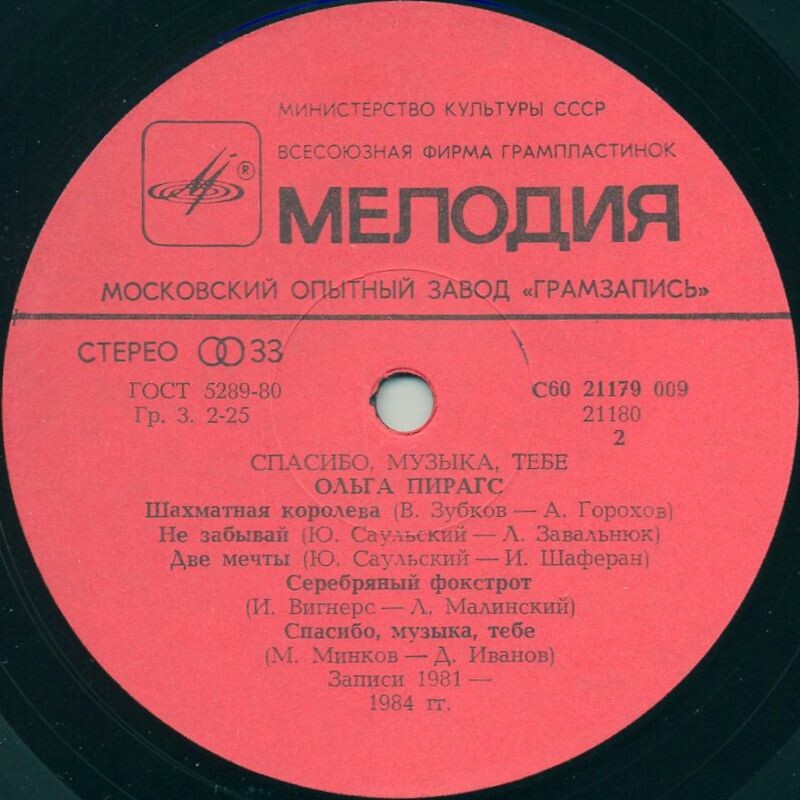 МИНИСТЕРСТВО КУЛЬТУРЫ СССР
ВСЕСОЮЗНАЯ ФИРМА ГРАМПЛАСТИНОК
®
МЕЛОДИЯ
МОСКОВСКИЙ ОПЫТНЫЙ ЗАВОД «ГРАМЗАПИСЬ»
СТЕРЕО 33
ГОСТ 5289-80
Гр. 3. 2-25
С60 21179 009
21180
2
СПАСИБО, МУЗЫКА, ТЕБЕ
ОЛЬГА ПИРАГС
Шахматная королева (В. Зубков — А. Горохов)
Не забывай (Ю. Саульский — Л. Завальнюк)
Две мечты (Ю. Саульский — И. Шаферан)
Серебряный фокстрот
(И. Вигнерс — Л. Малинский)
Спасибо, музыка, тебе
(М. Минков — Д. Иванов)
Записи 1981 —
1984 гг.